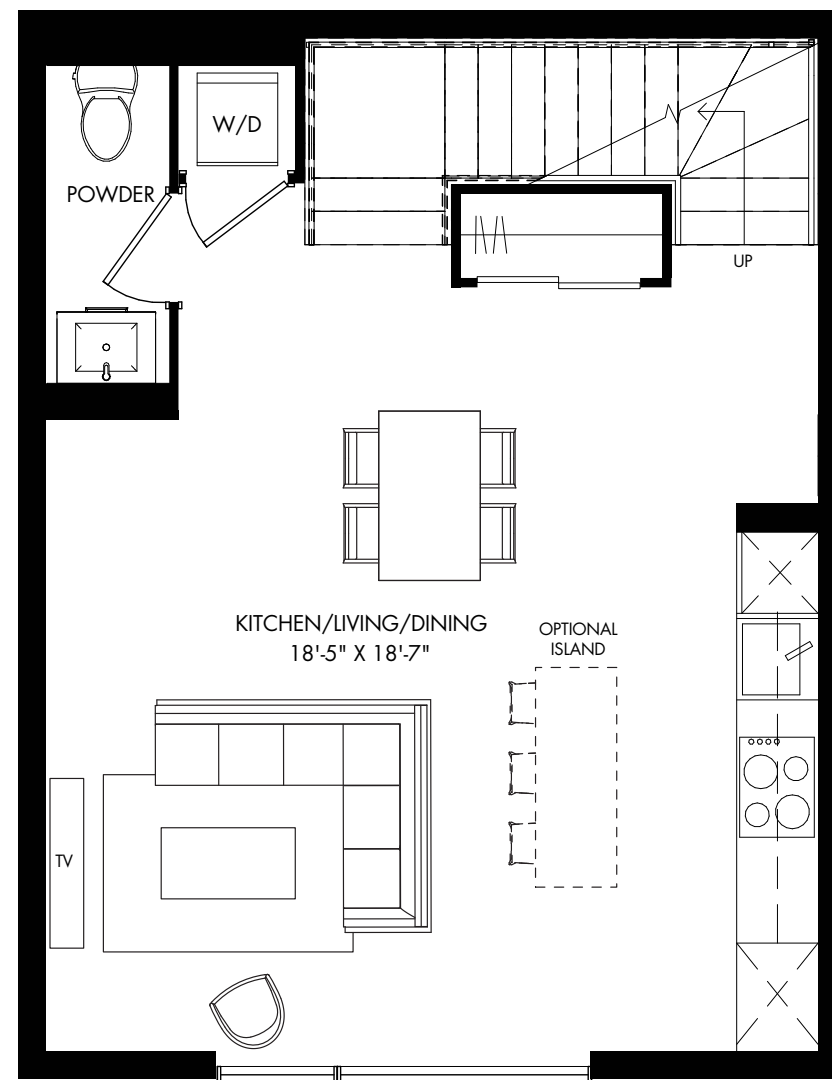 W/D
POWDER
UP
KITCHEN/LIVING/DINING
18'-5" X 18'-7"
OPTIONAL
ISLAND
TV